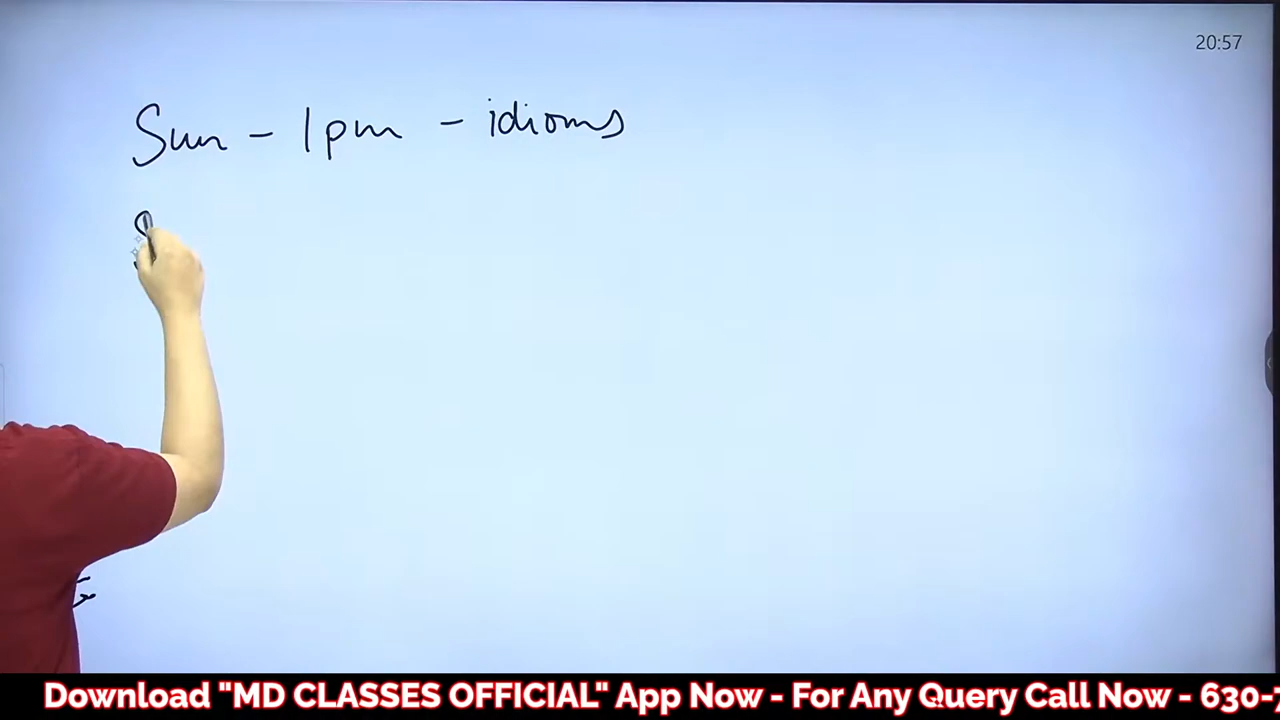 20:57
Sun - 1pm - idioms
Download "MD CLASSES OFFICIAL" App Now - For Any Query Call Now - 630-